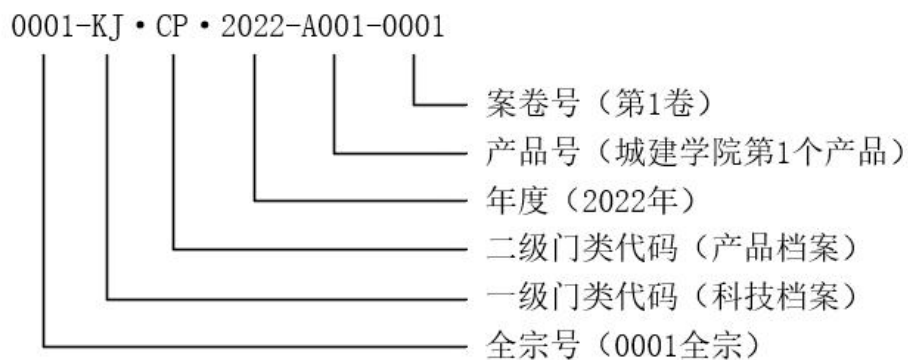 0001-KJ·CP·2022-A001-0001
案卷号（第1卷）
产品号（城建学院第1个产品）
年度（2022年）
二级门类代码（产品档案）
一级门类代码（科技档案）
全宗号（0001全宗）